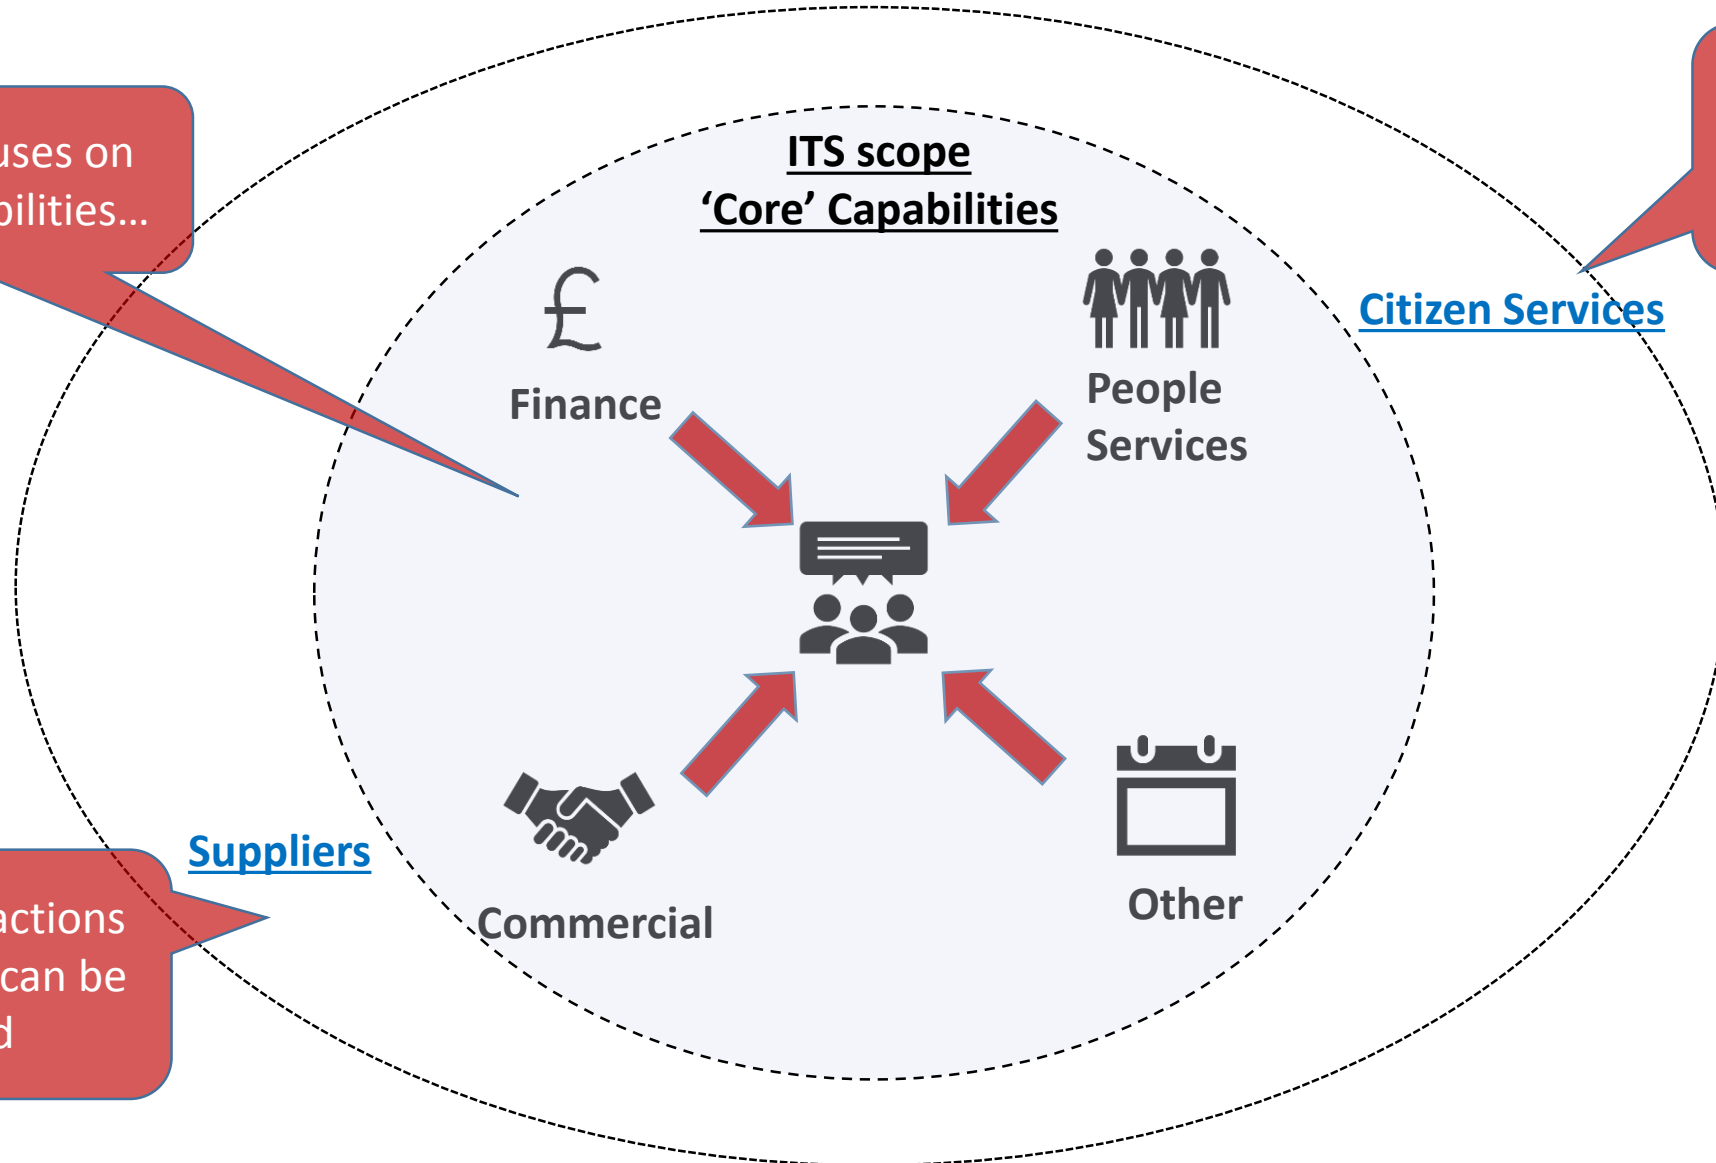 uses on
bilities...
ITS scope
‘Core’ Capabilities
£
Finance
People
Services
Citizen Services
Suppliers
actions
can be
d
Commercial
Other